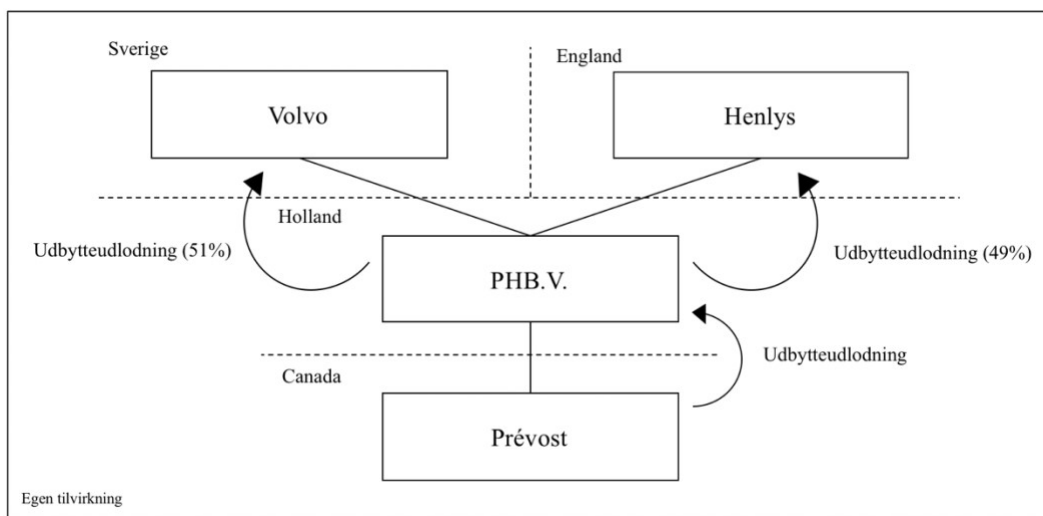 Sverige
England
Volvo
Henlys
Holland
Udbytteudlodning (51%)
Udbytteudlodning (49%)
PHB.V.
Udbytteudlodning
Canada
Prévost
Egen tilvirkning